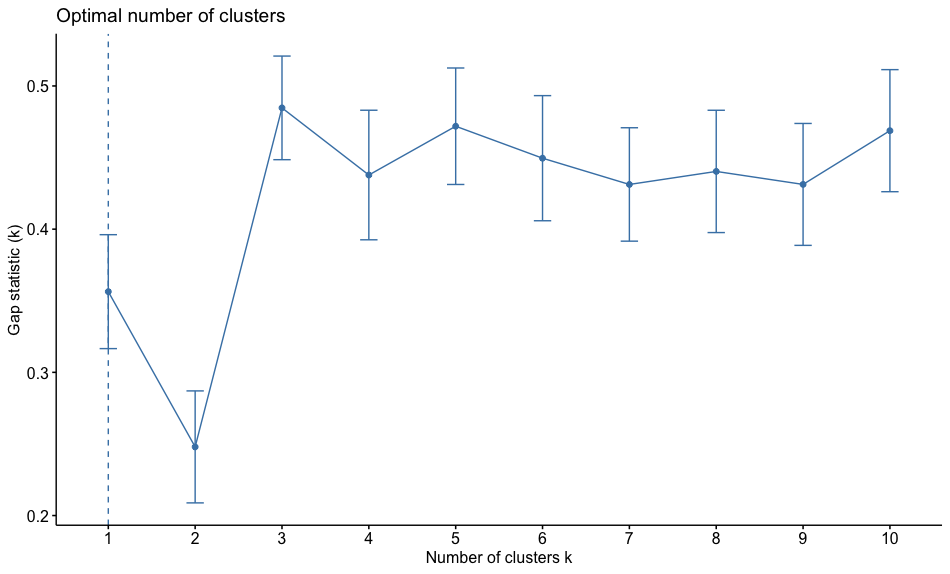 Optimal number of clusters
Gap statistic (k)
0.5
0.4
0.3
0.2
1 2 3 4 5 6 7 8 9 10
Number of clusters k